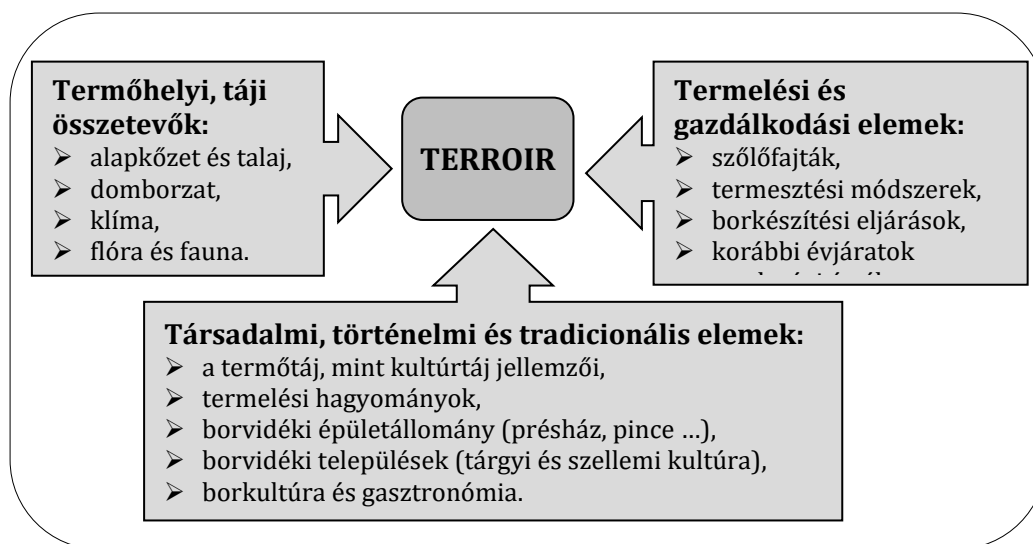 Termőhelyi, táji
összetevők:
➢ alapkőzet és talaj,
➢ domborzat,
➢ klíma,
➢ flóra és fauna.
TERROIR
Termelési és
gazdálkodási elemek:
➢ szőlőfajták,
➢ termesztési módszerek,
➢ borkészítési eljárások,
➢ korábbi évjáratok
Társadalmi, történelmi és tradicionális elemek:
➢ a termőtáj, mint kultúrtáj jellemzői,
➢ termelési hagyományok,
➢ borvidéki épületállomány (présház, pince …),
➢ borvidéki települések (tárgyi és szellemi kultúra),
➢ borkultúra és gasztronómia.